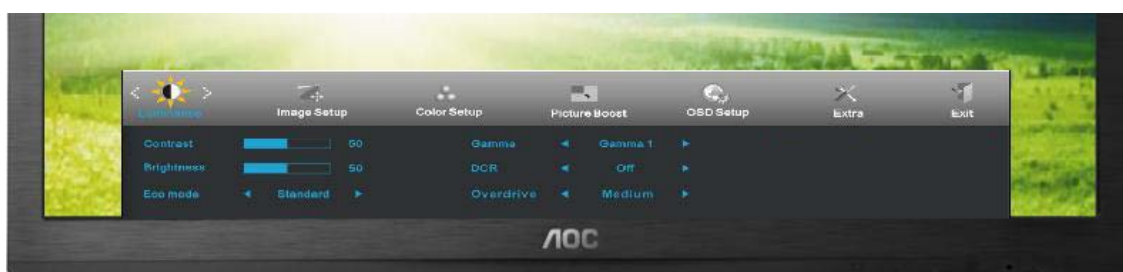 Luminance
Image Setup
Color Setup
Picture Boost
OSD Setup
Extra
Exit
Contrast 50
Gamma Gamma 1
Brightness 50
DCR Off
Eco mode Standard
Overdrive Medium
AOC